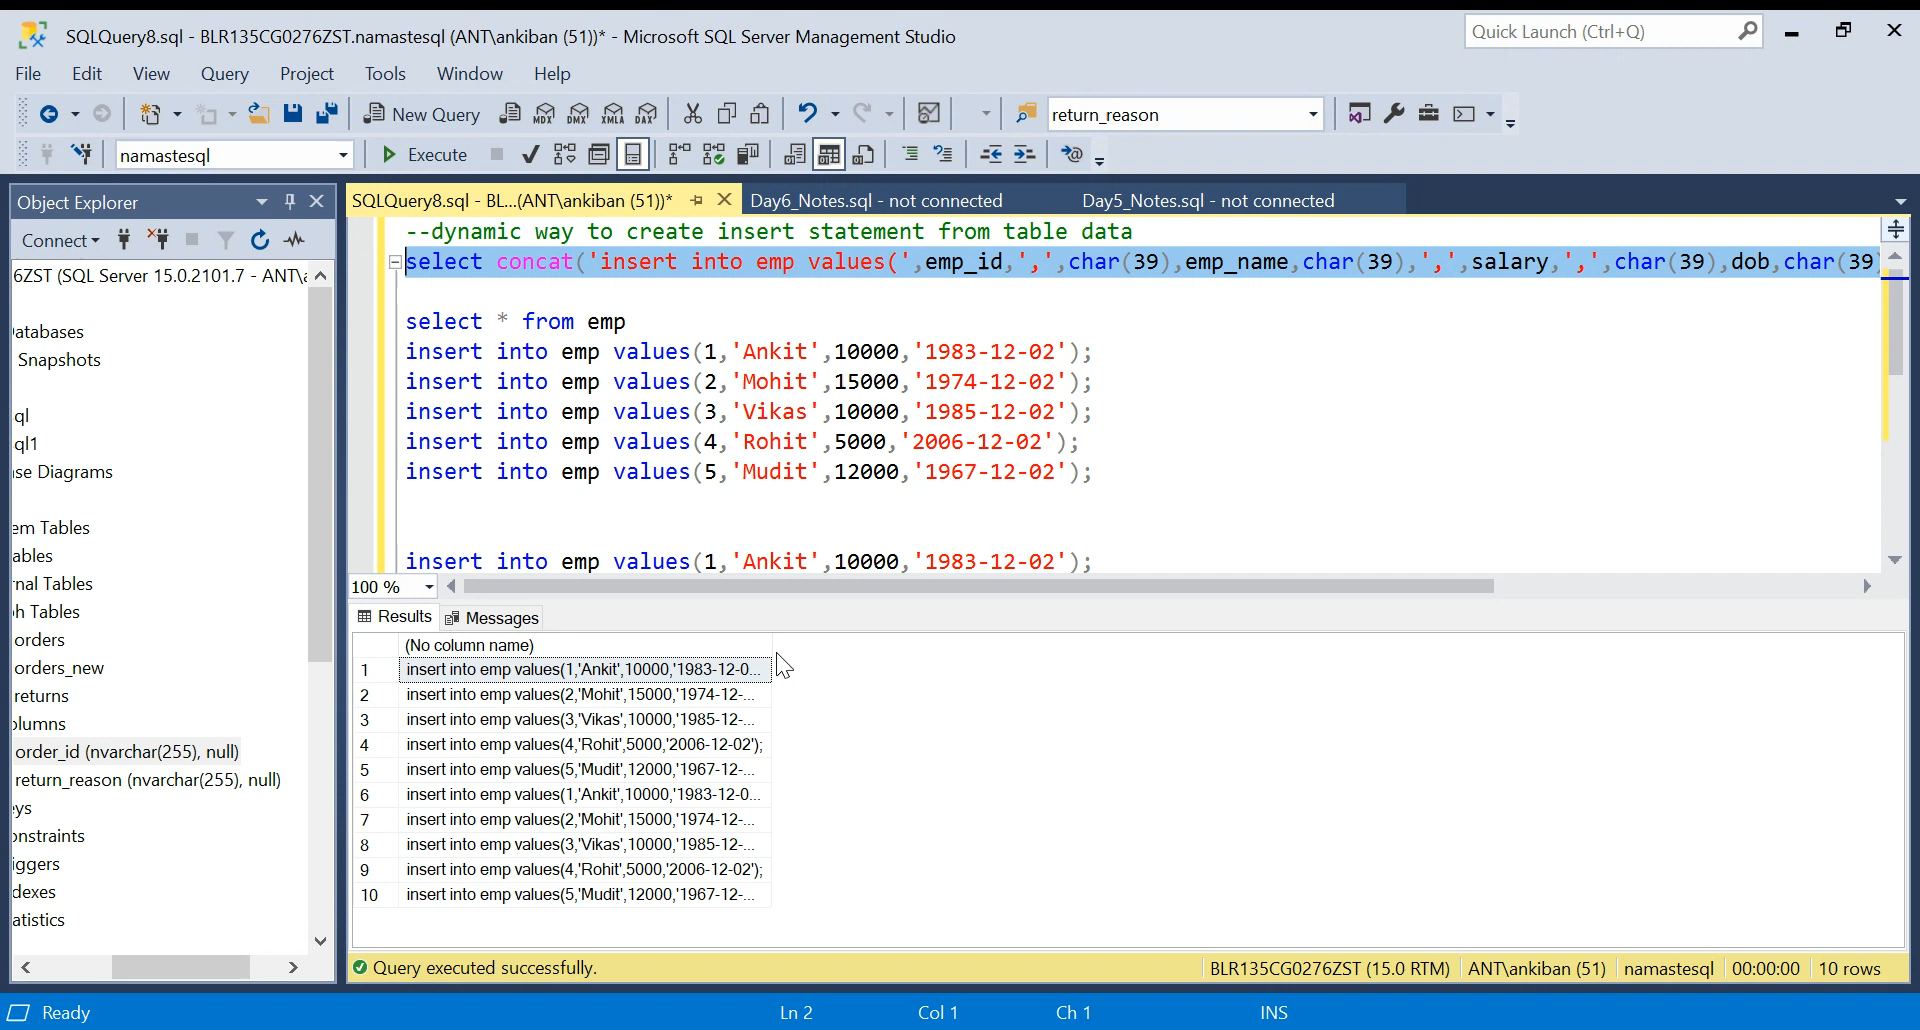 SQLQuery8.sql - BLR135CG0276ZST.namastesql (ANT\ankiban (51))* - Microsoft SQL Server Management Studio
Quick Launch (Ctrl+Q)
File Edit View Query Project Tools Window Help
New Query MDX DMX XMLA DAX return_reason
namastesql Execute
Object Explorer
Connect
6ZST (SQL Server 15.0.2101.7 - ANT\a
atabases
Snapshots
ql
ql1
se Diagrams
em Tables
ables
nal Tables
h Tables
orders
orders_new
returns
olumns
order_id (nvarchar(255), null)
return_reason (nvarchar(255), null)
eys
onstraints
iggers
dexes
atistics
SQLQuery8.sql - BL...(ANT\ankiban (51))* Day6_Notes.sql - not connected Day5_Notes.sql - not connected
--dynamic way to create insert statement from table data
select concat('insert into emp values(',emp_id,',',char(39),emp_name,char(39),',',salary,',',char(39),dob,char(39)
select * from emp
insert into emp values(1,'Ankit',10000,'1983-12-02');
insert into emp values(2,'Mohit',15000,'1974-12-02');
insert into emp values(3,'Vikas',10000,'1985-12-02');
insert into emp values(4,'Rohit',5000,'2006-12-02');
insert into emp values(5,'Mudit',12000,'1967-12-02');
insert into emp values(1,'Ankit',10000,'1983-12-02');
100 %
Results Messages
(No column name)
1 insert into emp values(1,'Ankit',10000,'1983-12-0...
2 insert into emp values(2,'Mohit',15000,'1974-12-...
3 insert into emp values(3,'Vikas',10000,'1985-12-...
4 insert into emp values(4,'Rohit',5000,'2006-12-02');
5 insert into emp values(5,'Mudit',12000,'1967-12-...
6 insert into emp values(1,'Ankit',10000,'1983-12-0...
7 insert into emp values(2,'Mohit',15000,'1974-12-...
8 insert into emp values(3,'Vikas',10000,'1985-12-...
9 insert into emp values(4,'Rohit',5000,'2006-12-02');
10 insert into emp values(5,'Mudit',12000,'1967-12-...
Query executed successfully. BLR135CG0276ZST (15.0 RTM) ANT\ankiban (51) namastesql 00:00:00 10 rows
Ready Ln 2 Col 1 Ch 1 INS